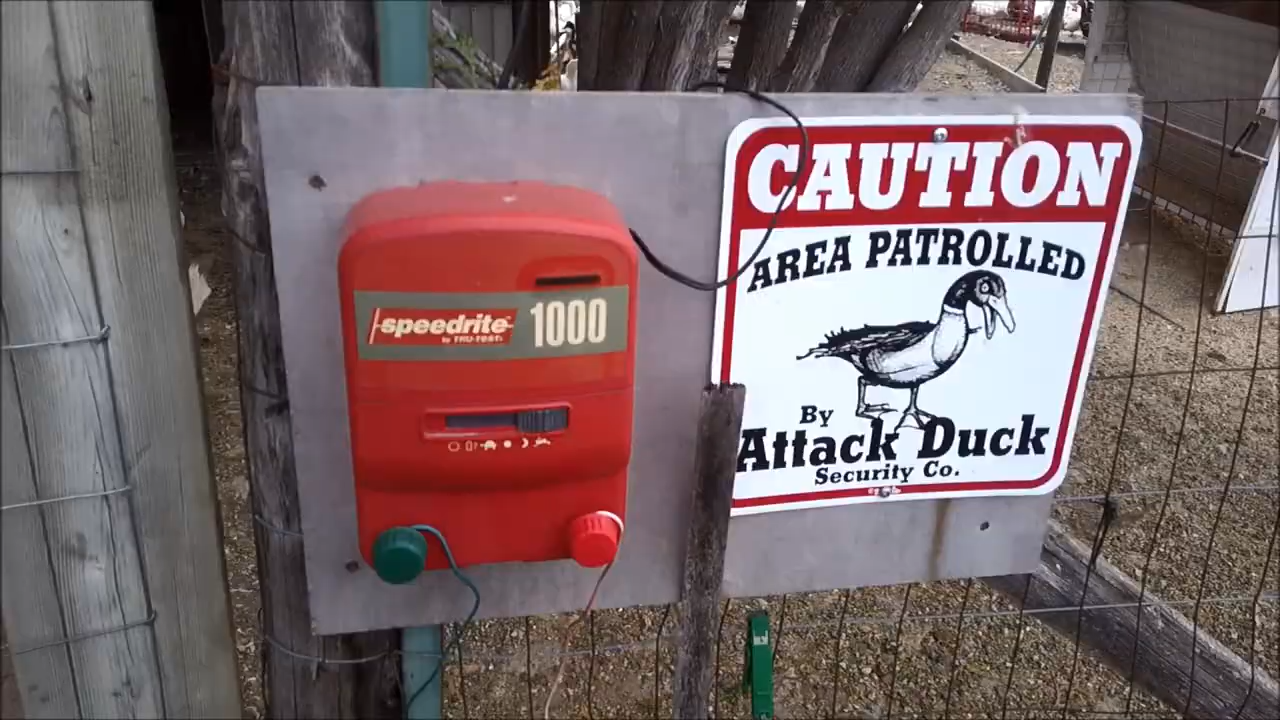 speedrite
by TRU-TEST
1000
CAUTION
AREA PATROLLED
By
Attack Duck
Security Co.